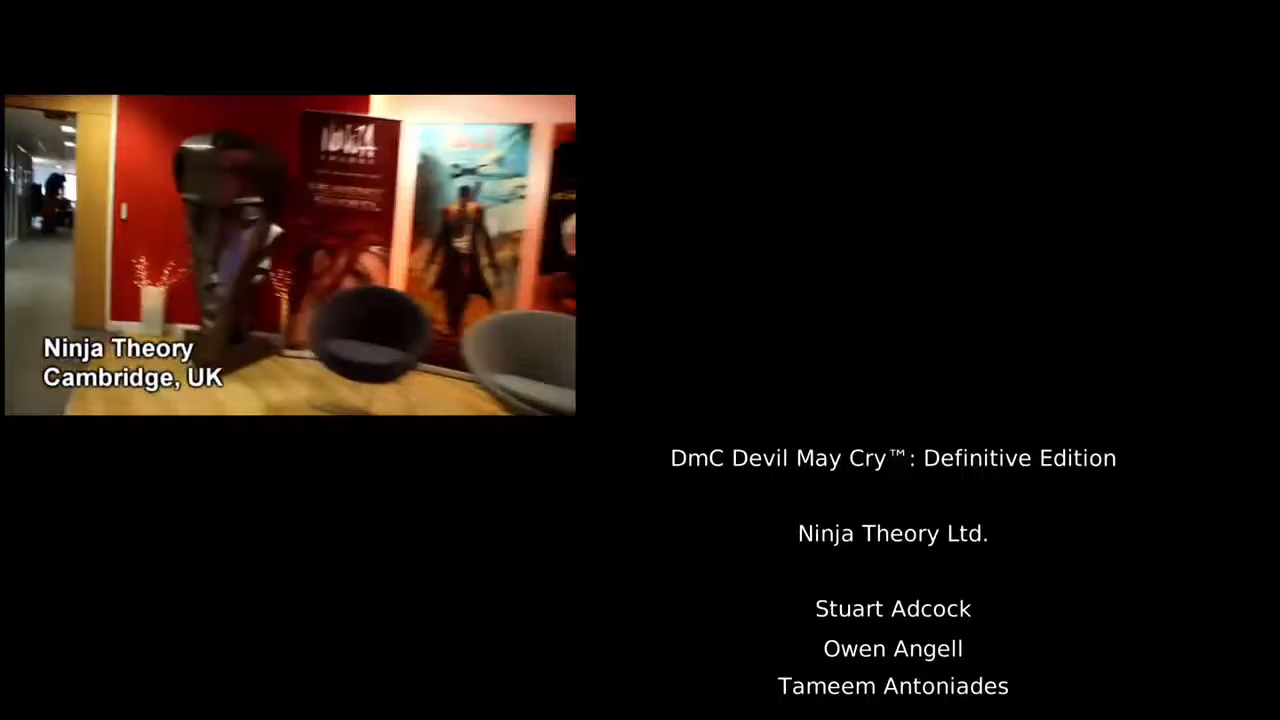 Ninja Theory
Cambridge, UK
DmC Devil May Cry™: Definitive Edition
Ninja Theory Ltd.
Stuart Adcock
Owen Angell
Tameem Antoniades